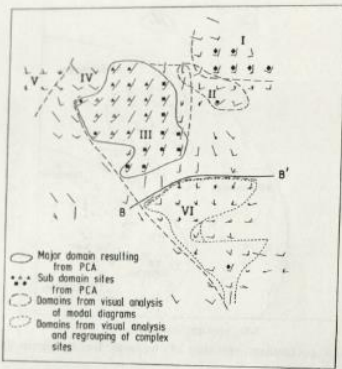 I
II
V
IV
III
B'
B
VI
Major domain resulting
from PCA
Sub domain sites
from PCA
Domains from visual analysis
of modal diagrams
Domains from visual analysis
and regrouping of complex
sites